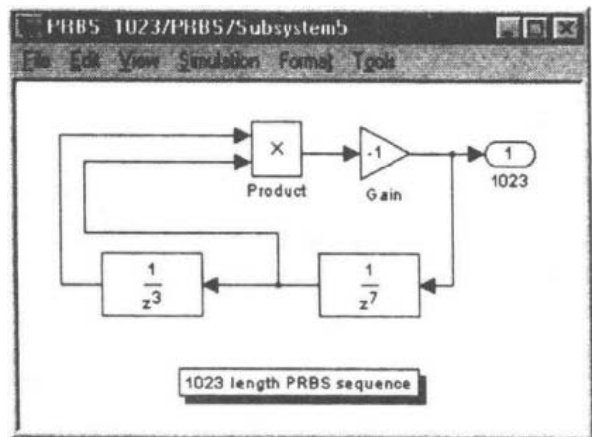 PRBS 1023/PRBS/Subsystem5
File Edit View Simulation Format Tools
×
-1
1
Product
Gain
1023
1
z3
1
z7
1023 length PRBS sequence